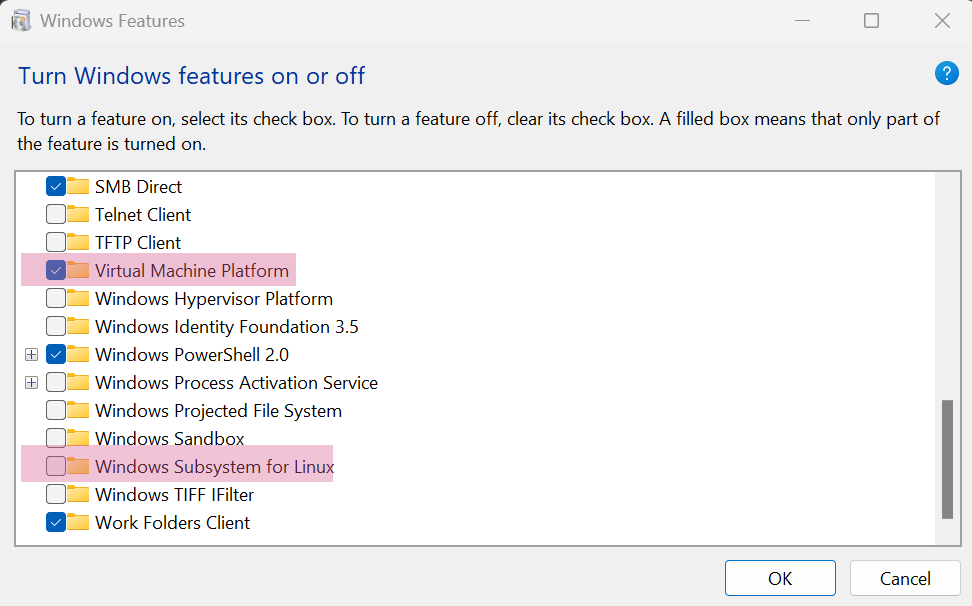 Windows Features
Turn Windows features on or off
?
To turn a feature on, select its check box. To turn a feature off, clear its check box. A filled box means that only part of
the feature is turned on.
SMB Direct
Telnet Client
TFTP Client
Virtual Machine Platform
Windows Hypervisor Platform
Windows Identity Foundation 3.5
Windows PowerShell 2.0
Windows Process Activation Service
Windows Projected File System
Windows Sandbox
Windows Subsystem for Linux
Windows TIFF IFilter
Work Folders Client
OK
Cancel